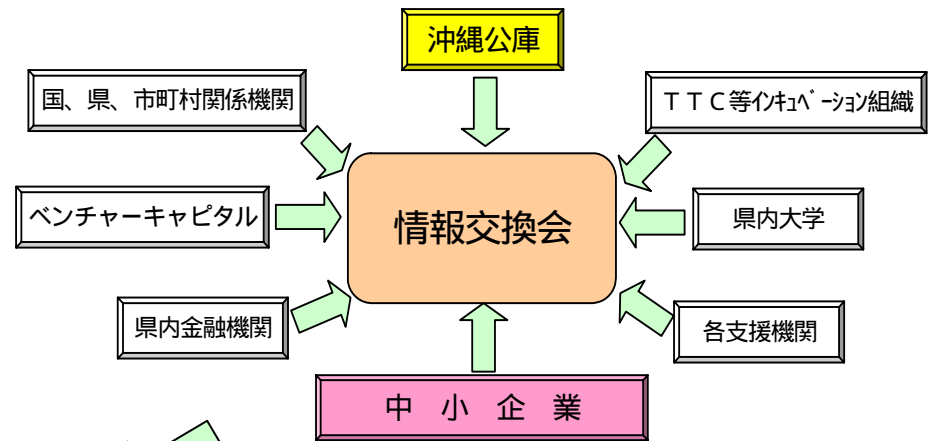 沖縄公庫
国、県、市町村関係機関
ＴＴＣ等ｲﾝｷｭﾍﾞｰｼｮﾝ組織
ベンチャーキャピタル
情報交換会
県内大学
県内金融機関
各支援機関
中　小　企　業